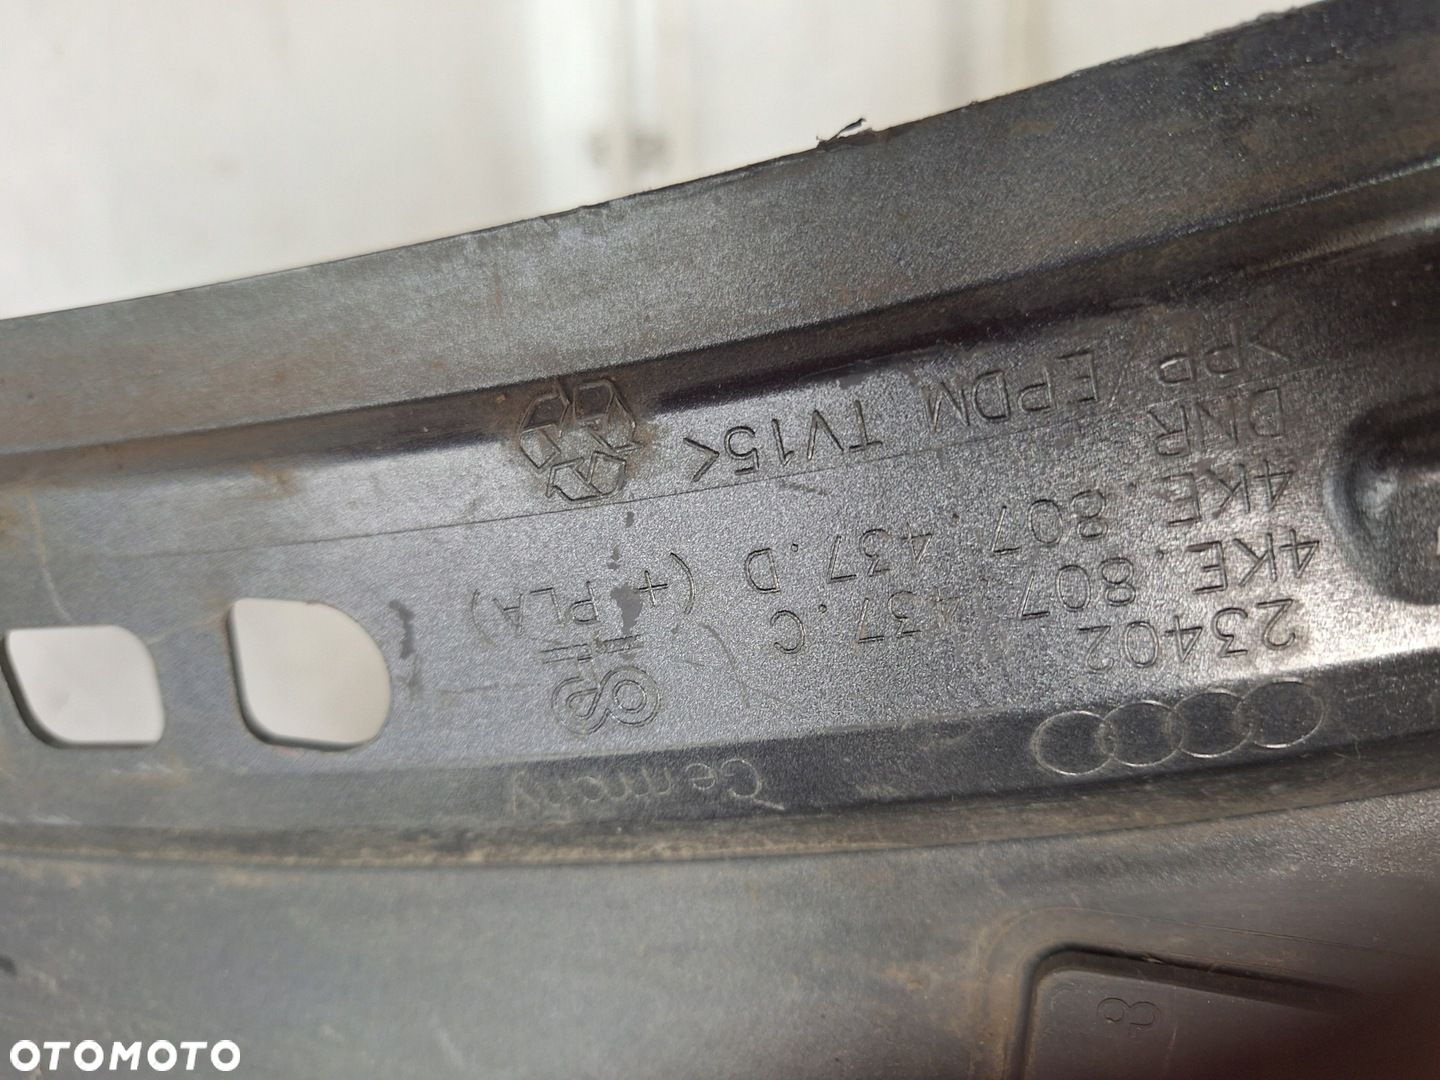 Germany
23402
4KE.807.437.C
4KE.807.437.D (+ PLA)
DNR.
>PP/EPDM TV15<
OTOMOTO